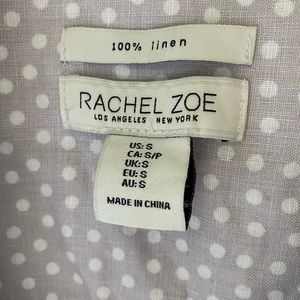 100% linen
RACHEL ZOE
LOS ANGELES NEW YORK
US: S
CA: S/P
UK: S
EU: S
AU: S
MADE IN CHINA